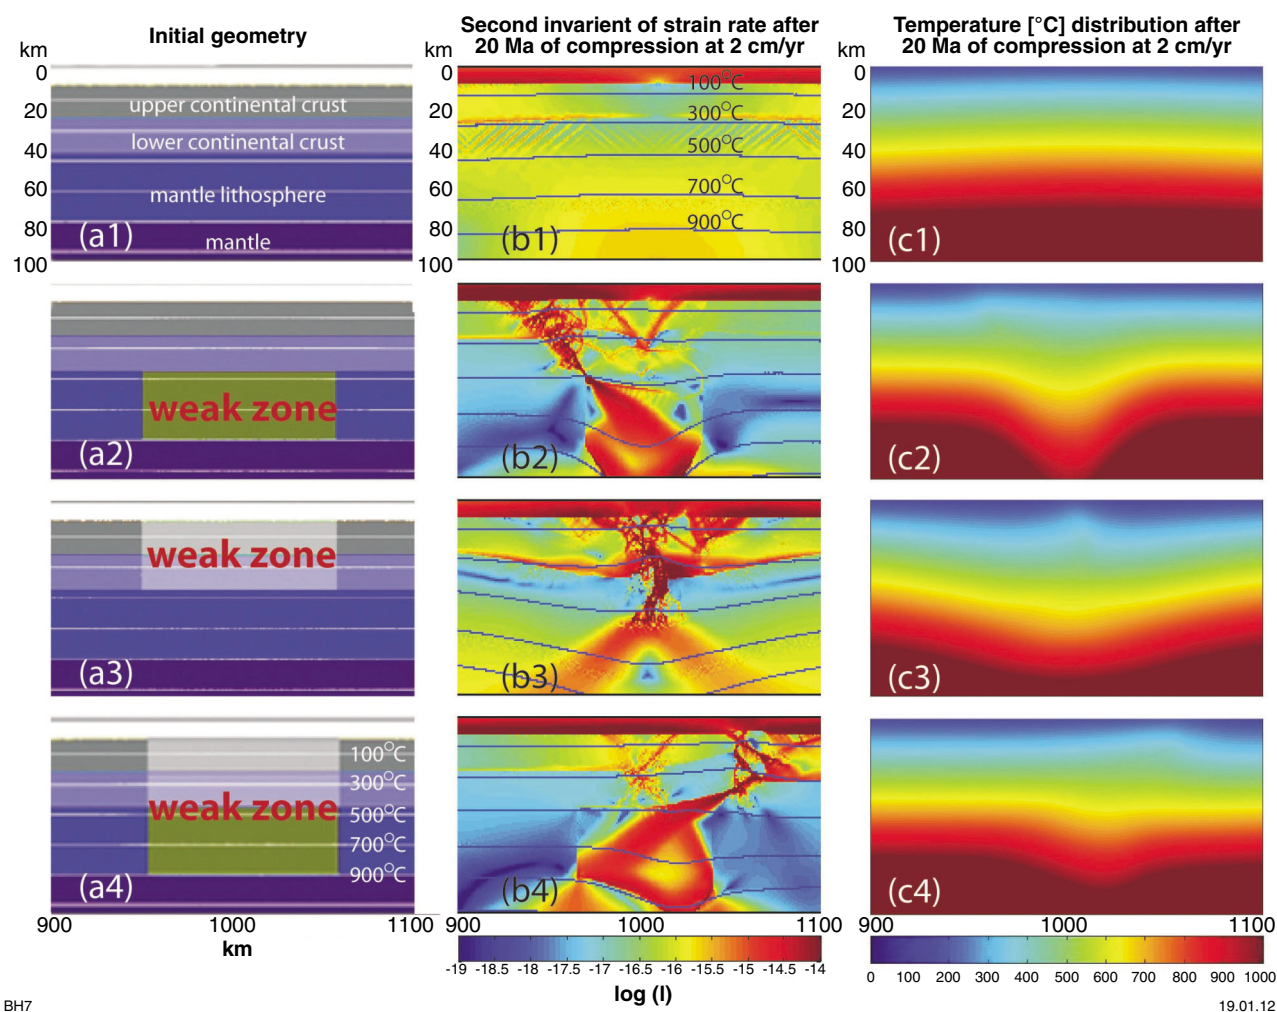 Initial geometry
Second invarient of strain rate after
20 Ma of compression at 2 cm/yr
Temperature [°C] distribution after
20 Ma of compression at 2 cm/yr
km
0
20
40
60
80
100
upper continental crust
lower continental crust
mantle lithosphere
mantle
(a1)
km
0
20
40
60
80
100
100°C
300°C
500°C
700°C
900°C
(b1)
km
0
20
40
60
80
100
(c1)
weak zone
(a2)
(b2)
(c2)
weak zone
(a3)
(b3)
(c3)
weak zone
100°C
300°C
500°C
700°C
900°C
(a4)
(b4)
(c4)
900 1000 1100
km
900 1000 1100
-19 -18.5 -18 -17.5 -17 -16.5 -16 -15.5 -15 -14.5 -14
log (I)
900 1000 1100
0 100 200 300 400 500 600 700 800 900 1000
BH7
19.01.12